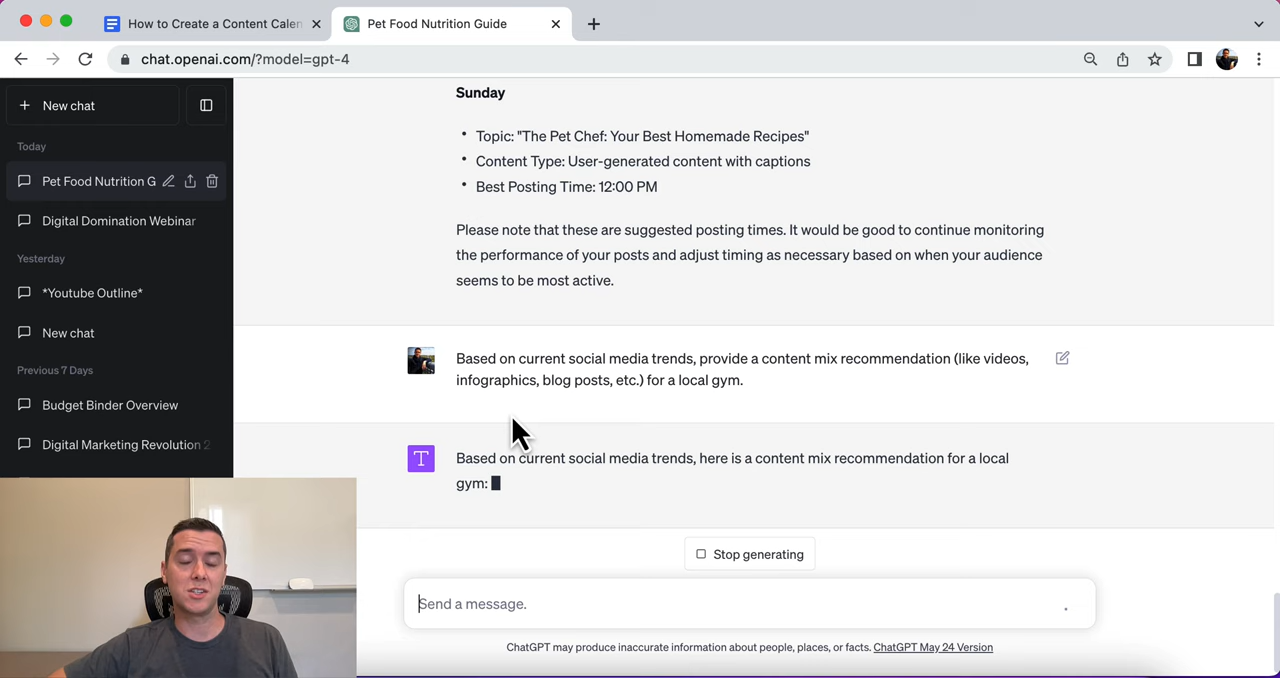 How to Create a Content Calen
Pet Food Nutrition Guide
chat.openai.com/?model=gpt-4
New chat
Today
Pet Food Nutrition G
Digital Domination Webinar
Yesterday
*Youtube Outline*
New chat
Previous 7 Days
Budget Binder Overview
Digital Marketing Revolution 2
Sunday
• Topic: "The Pet Chef: Your Best Homemade Recipes"
• Content Type: User-generated content with captions
• Best Posting Time: 12:00 PM
Please note that these are suggested posting times. It would be good to continue monitoring
the performance of your posts and adjust timing as necessary based on when your audience
seems to be most active.
Based on current social media trends, provide a content mix recommendation (like videos,
infographics, blog posts, etc.) for a local gym.
T
Based on current social media trends, here is a content mix recommendation for a local
gym:
Stop generating
Send a message.
ChatGPT may produce inaccurate information about people, places, or facts. ChatGPT May 24 Version